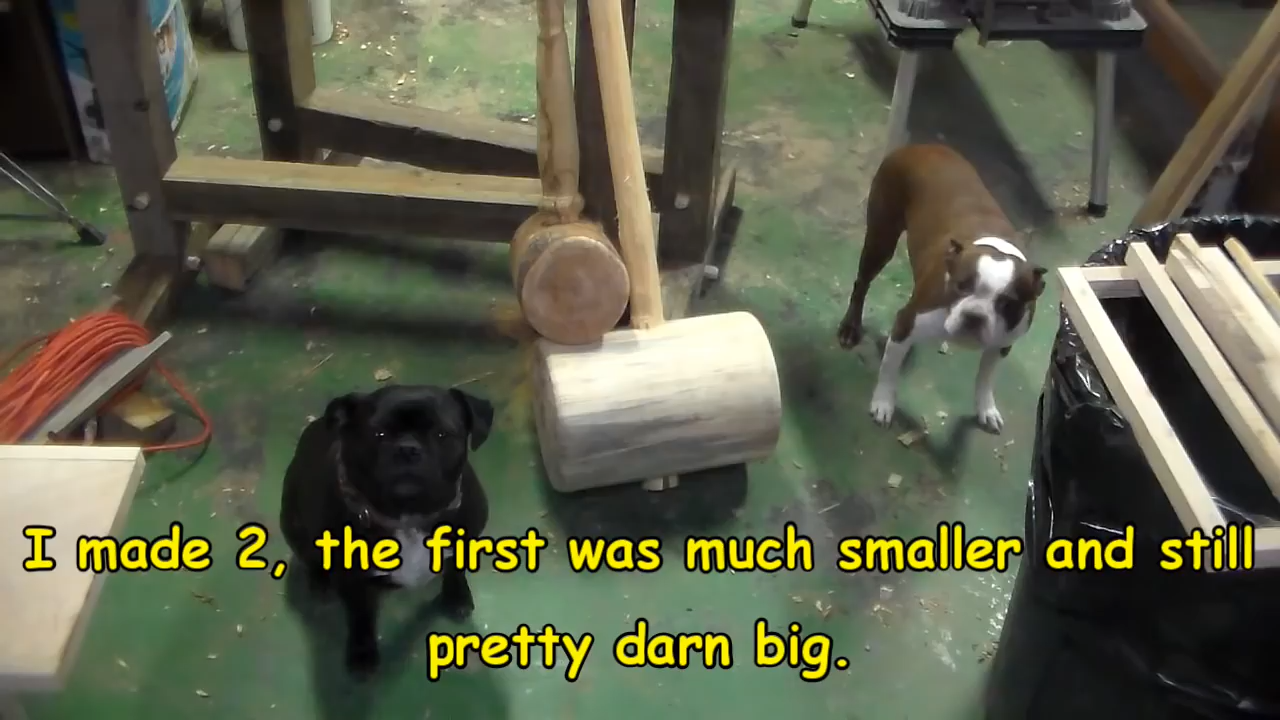 I made 2, the first was much smaller and still
pretty darn big.